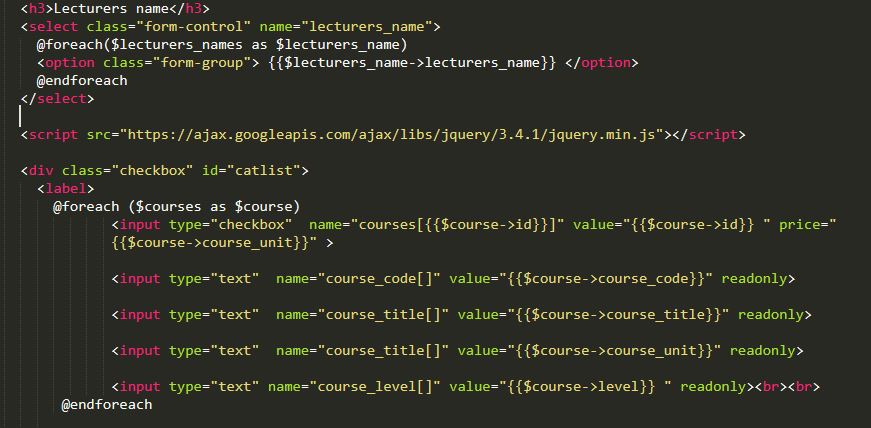 <h3>Lecturers name</h3>
<select class="form-control" name="lecturers_name">
@foreach($lecturers_names as $lecturers_name)
<option class="form-group"> {{$lecturers_name->lecturers_name}} </option>
@endforeach
</select>
<script src="https://ajax.googleapis.com/ajax/libs/jquery/3.4.1/jquery.min.js"></script>
<div class="checkbox" id="catlist">
<label>
@foreach ($courses as $course)
<input type="checkbox"  name="courses[{{$course->id}}]" value="{{$course->id}} " price="
{{$course->course_unit}}" >
<input type="text"  name="course_code[]" value="{{$course->course_code}}" readonly>
<input type="text"  name="course_title[]" value="{{$course->course_title}}" readonly>
<input type="text"  name="course_title[]" value="{{$course->course_unit}}" readonly>
<input type="text" name="course_level[]" value="{{$course->level}} " readonly><br><br>
@endforeach